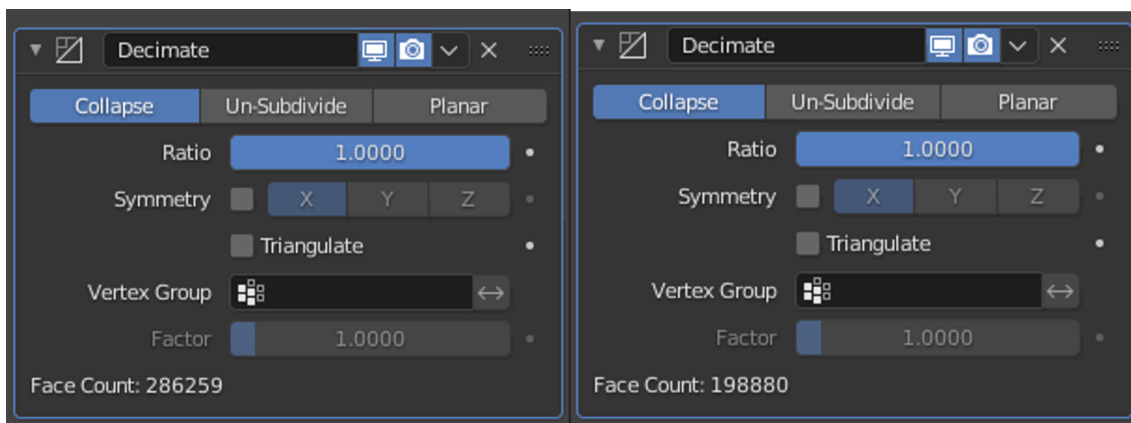 Decimate
Collapse Un-Subdivide Planar
Ratio 1.0000
Symmetry X Y Z
Triangulate
Vertex Group
Factor 1.0000
Face Count: 286259
Decimate
Collapse Un-Subdivide Planar
Ratio 1.0000
Symmetry X Y Z
Triangulate
Vertex Group
Factor 1.0000
Face Count: 198880